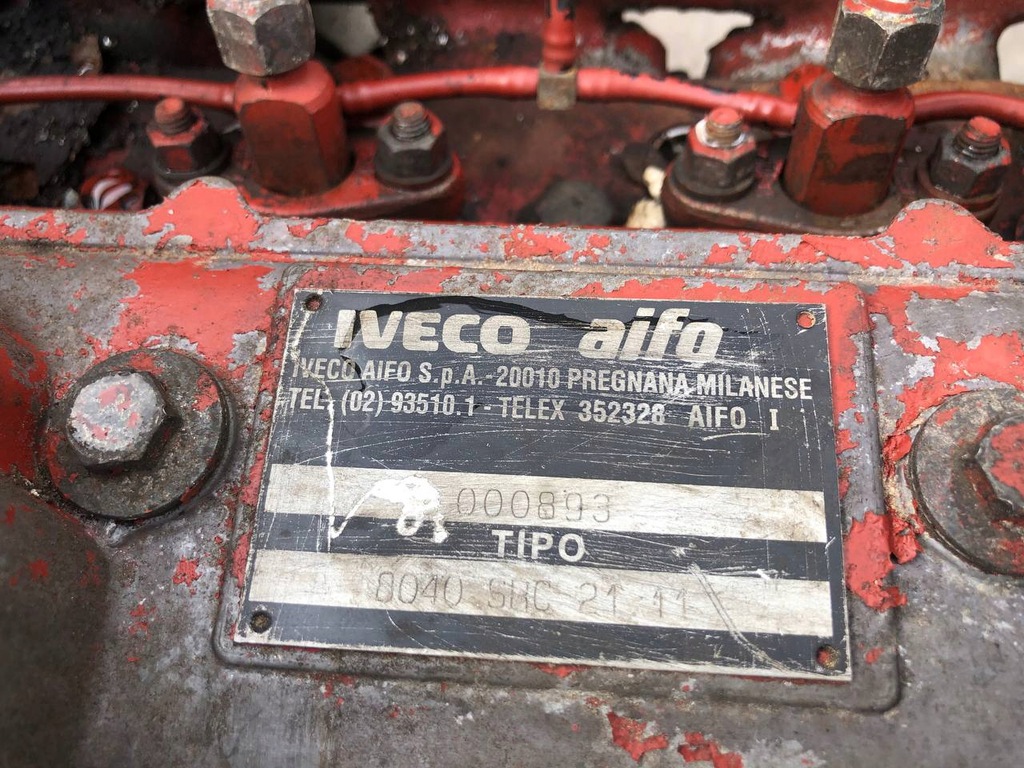 IVECO aifo
IVECO AIFO S.p.A.-20010 PREGNANA MILANESE
TEL. (02) 93510.1 - TELEX 352328 AIFO I
000893
TIPO
8040 SRC 21 11